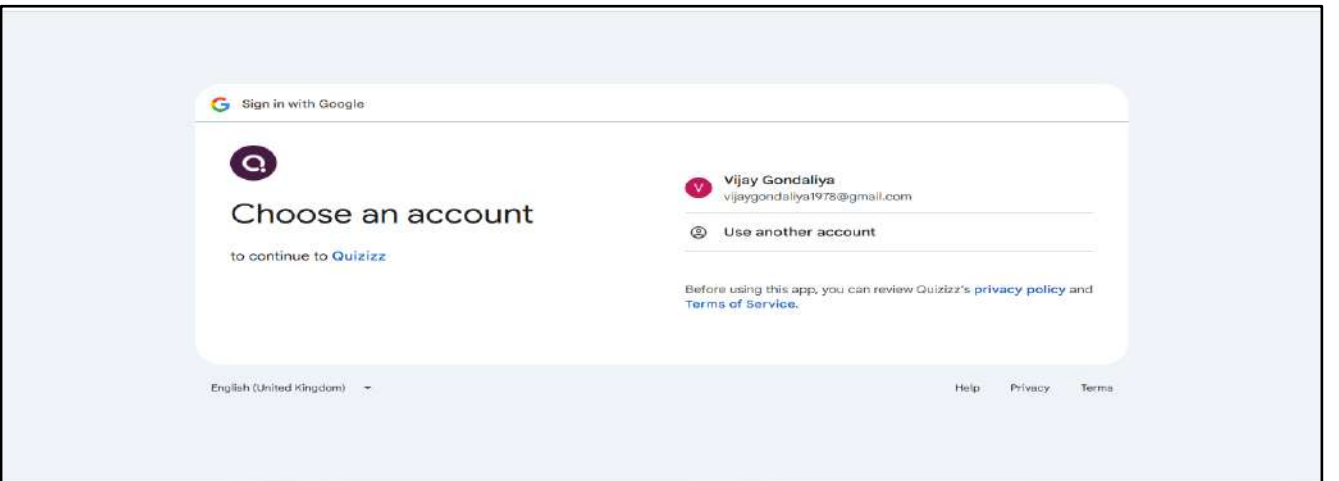 Sign in with Google
Choose an account
to continue to Quizizz
V
Vijay Gondaliya
vijaygondaliya1978@gmail.com
Use another account
Before using this app, you can review Quizizz's privacy policy and
Terms of Service.
English (United Kingdom)
Help Privacy Terms